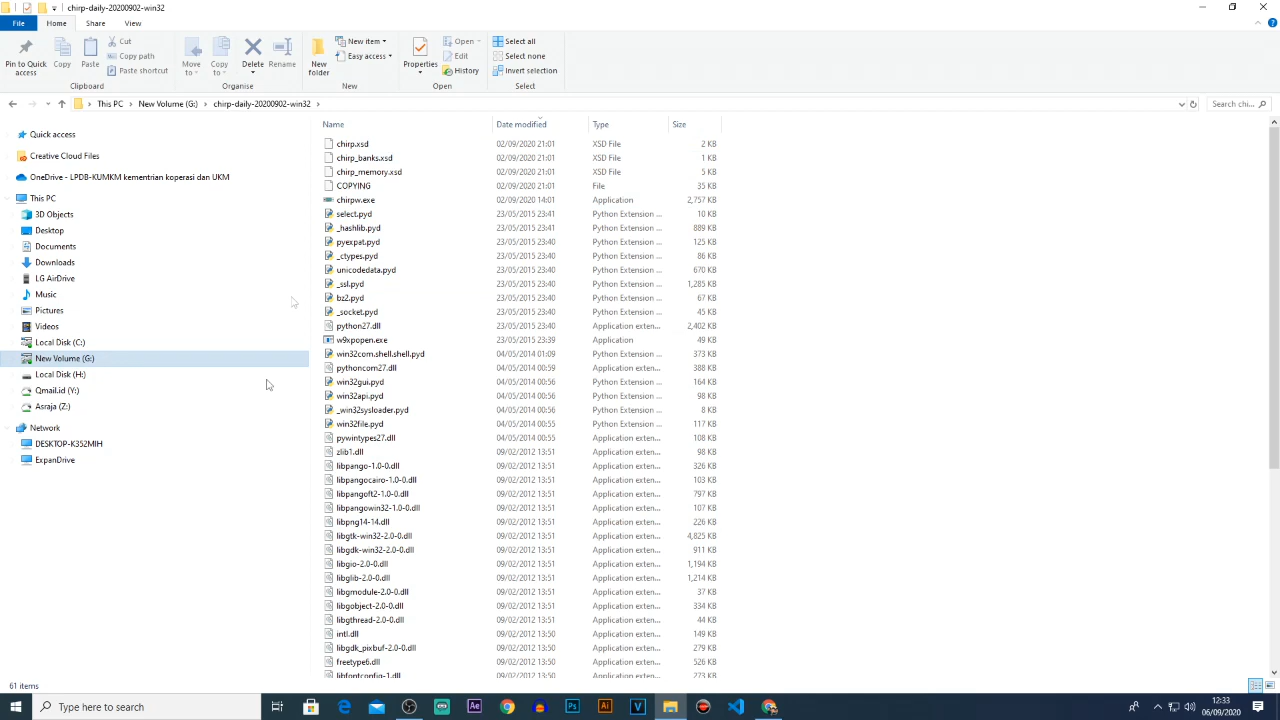 chirp-daily-20200902-win32
File Home Share View
Pin to Quick access
Copy
Paste
Cut
Copy path
Paste shortcut
Clipboard
Move to
Copy to
Delete
Rename
Organise
New folder
New item
Easy access
New
Properties
Open
Edit
History
Open
Select all
Select none
Invert selection
Select
This PC New Volume (G:) chirp-daily-20200902-win32
Search chi...
Quick access
Creative Cloud Files
OneDrive - LPDB-KUMKM kementrian koperasi dan UKM
This PC
3D Objects
Desktop
Documents
Downloads
LG AirDrive
Music
Pictures
Videos
Local Disk (C:)
New Volume (G:)
Local Disk (H:)
Qmail.id (Y:)
Asraja (Z:)
Network
DESKTOP-K352MIH
ExpanDrive
Name Date modified Type Size
chirp.xsd 02/09/2020 21:01 XSD File 2 KB
chirp_banks.xsd 02/09/2020 21:01 XSD File 1 KB
chirp_memory.xsd 02/09/2020 21:01 XSD File 5 KB
COPYING 02/09/2020 21:01 File 35 KB
chirpw.exe 02/09/2020 14:01 Application 2,757 KB
select.pyd 23/05/2015 23:41 Python Extension ... 10 KB
_hashlib.pyd 23/05/2015 23:41 Python Extension ... 889 KB
pyexpat.pyd 23/05/2015 23:40 Python Extension ... 125 KB
_ctypes.pyd 23/05/2015 23:40 Python Extension ... 86 KB
unicodedata.pyd 23/05/2015 23:40 Python Extension ... 670 KB
_ssl.pyd 23/05/2015 23:40 Python Extension ... 1,285 KB
bz2.pyd 23/05/2015 23:40 Python Extension ... 67 KB
_socket.pyd 23/05/2015 23:40 Python Extension ... 45 KB
python27.dll 23/05/2015 23:40 Application exten... 2,402 KB
w9xpopen.exe 23/05/2015 23:39 Application 49 KB
win32com.shell.shell.pyd 04/05/2014 01:09 Python Extension ... 373 KB
pythoncom27.dll 04/05/2014 00:59 Application exten... 388 KB
win32gui.pyd 04/05/2014 00:56 Python Extension ... 164 KB
win32api.pyd 04/05/2014 00:56 Python Extension ... 98 KB
_win32sysloader.pyd 04/05/2014 00:56 Python Extension ... 8 KB
win32file.pyd 04/05/2014 00:55 Python Extension ... 117 KB
pywintypes27.dll 04/05/2014 00:55 Application exten... 108 KB
zlib1.dll 09/02/2012 13:51 Application exten... 98 KB
libpango-1.0-0.dll 09/02/2012 13:51 Application exten... 326 KB
libpangocairo-1.0-0.dll 09/02/2012 13:51 Application exten... 103 KB
libpangoft2-1.0-0.dll 09/02/2012 13:51 Application exten... 797 KB
libpangowin32-1.0-0.dll 09/02/2012 13:51 Application exten... 107 KB
libpng14-14.dll 09/02/2012 13:51 Application exten... 226 KB
libgtk-win32-2.0-0.dll 09/02/2012 13:51 Application exten... 4,825 KB
libgdk-win32-2.0-0.dll 09/02/2012 13:51 Application exten... 911 KB
libgio-2.0-0.dll 09/02/2012 13:51 Application exten... 1,194 KB
libglib-2.0-0.dll 09/02/2012 13:51 Application exten... 1,214 KB
libgmodule-2.0-0.dll 09/02/2012 13:51 Application exten... 37 KB
libgobject-2.0-0.dll 09/02/2012 13:51 Application exten... 334 KB
libgthread-2.0-0.dll 09/02/2012 13:51 Application exten... 44 KB
intl.dll 09/02/2012 13:50 Application exten... 149 KB
libgdk_pixbuf-2.0-0.dll 09/02/2012 13:50 Application exten... 279 KB
freetype6.dll 09/02/2012 13:50 Application exten... 526 KB
libfontconfig-1.dll 09/02/2012 13:50 Application exten... 273 KB
61 items
Type here to search
Ae
Ps
Ai
V
12:33
06/09/2020